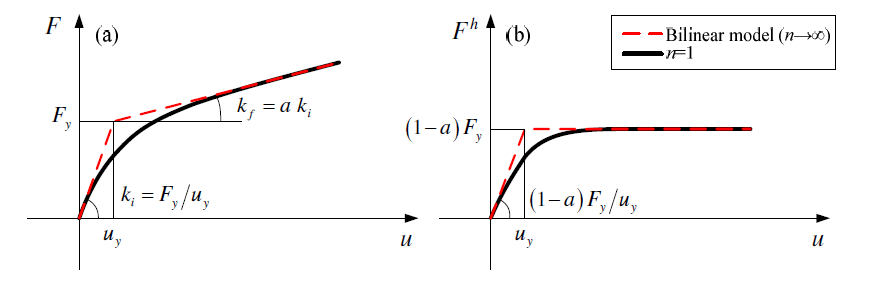 F
(a)
F_y
k_f = a k_i
k_i = F_y/u_y
u_y
u
F^h
(b)
Bilinear model (n→∞)
n=1
(1−a) F_y
(1−a) F_y/u_y
u_y
u